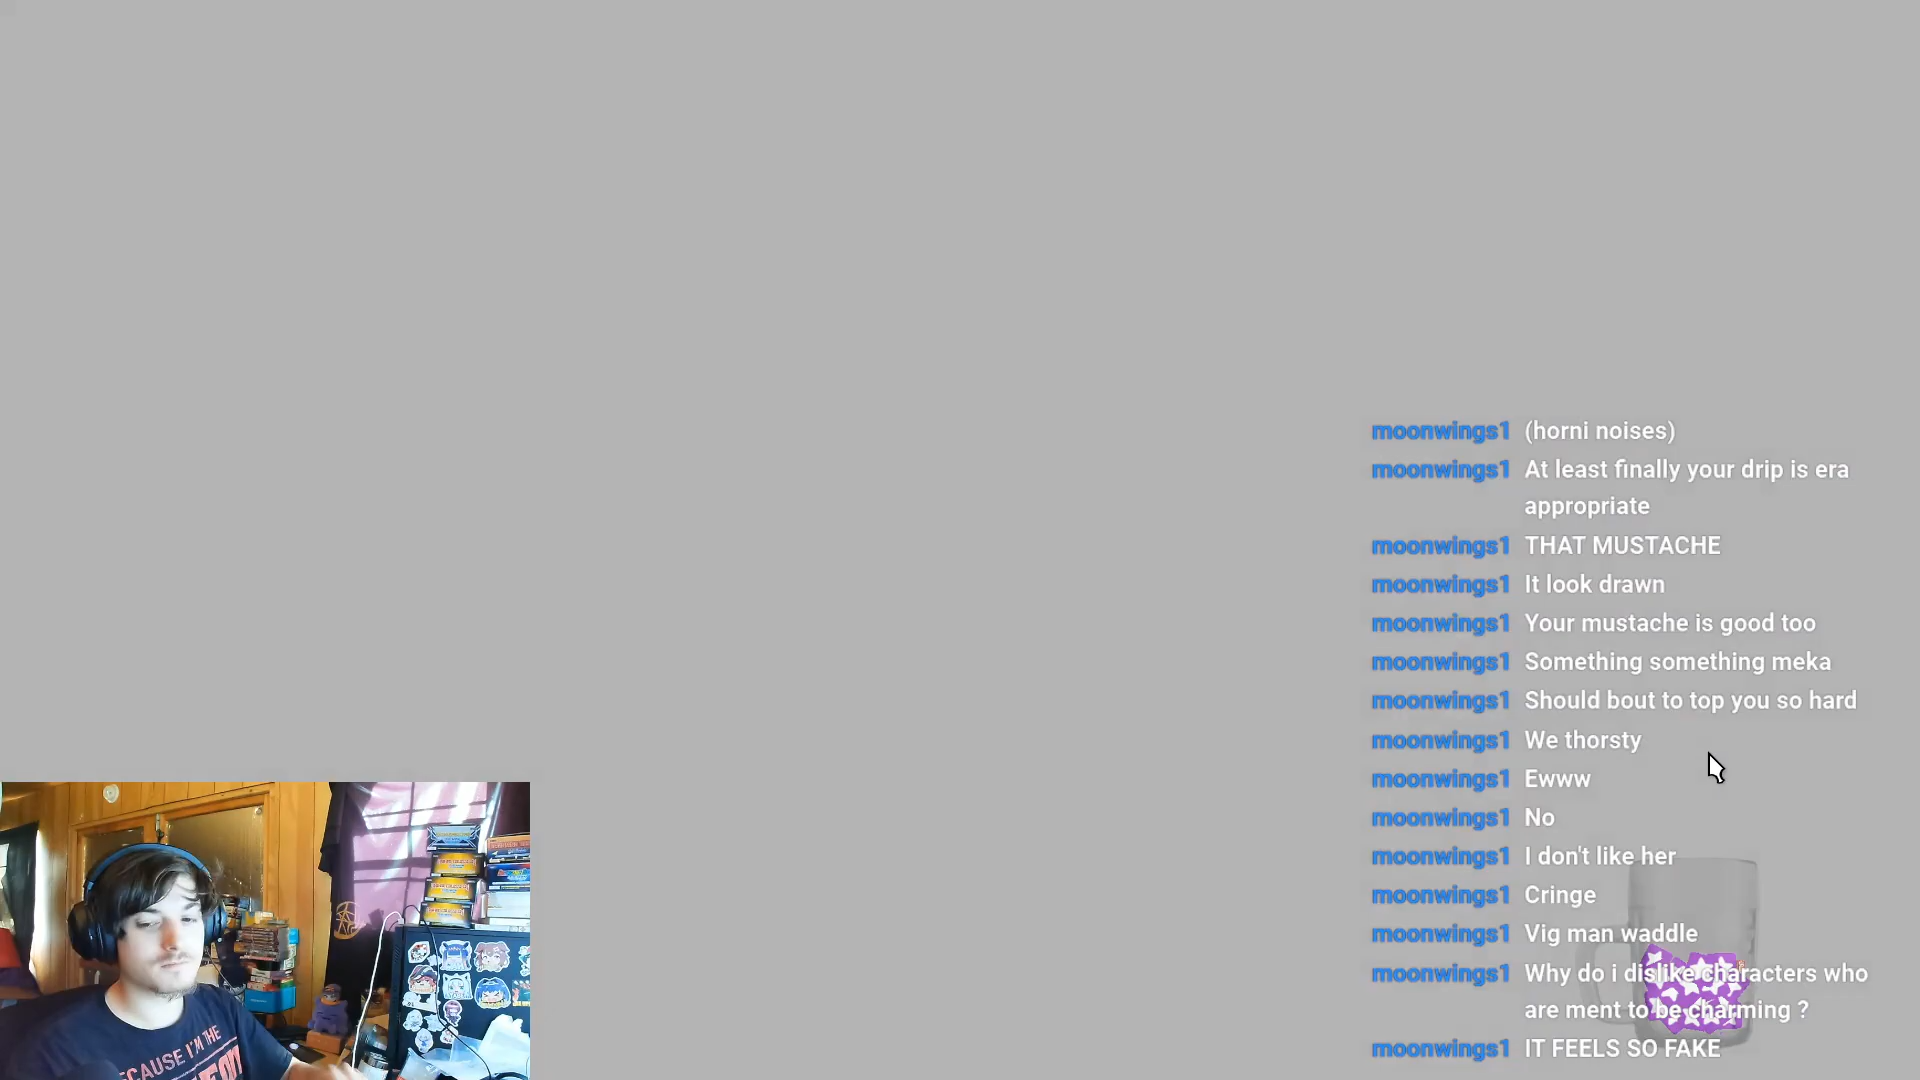 moonwings1 (horni noises)
moonwings1 At least finally your drip is era
appropriate
moonwings1 THAT MUSTACHE
moonwings1 It look drawn
moonwings1 Your mustache is good too
moonwings1 Something something meka
moonwings1 Should bout to top you so hard
moonwings1 We thorsty
moonwings1 Ewww
moonwings1 No
moonwings1 I don't like her
moonwings1 Cringe
moonwings1 Vig man waddle
moonwings1 Why do i dislike characters who
are ment to be charming ?
moonwings1 IT FEELS SO FAKE
I'M THE